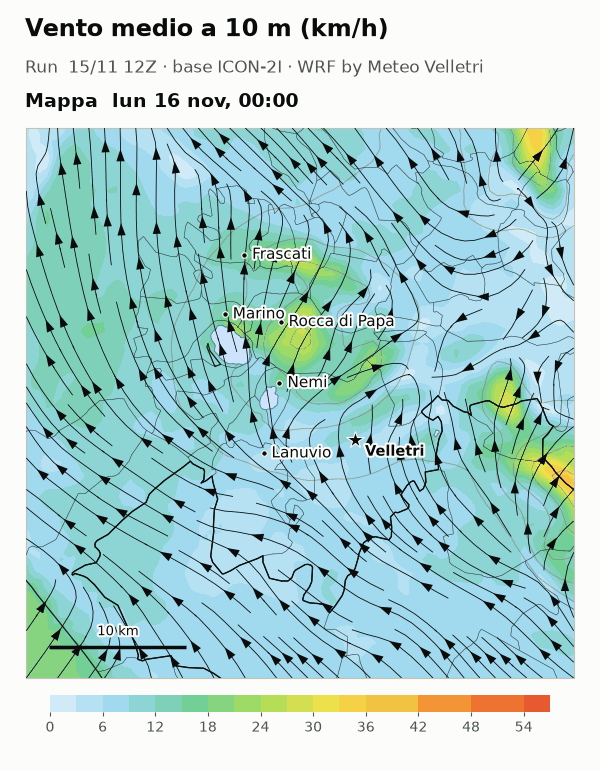 Vento medio a 10 m (km/h)
Run 15/11 12Z · base ICON-2I · WRF by Meteo Velletri
Mappa lun 16 nov, 00:00
Frascati
Marino
Rocca di Papa
Nemi
Velletri
Lanuvio
10 km
0 6 12 18 24 30 36 42 48 54